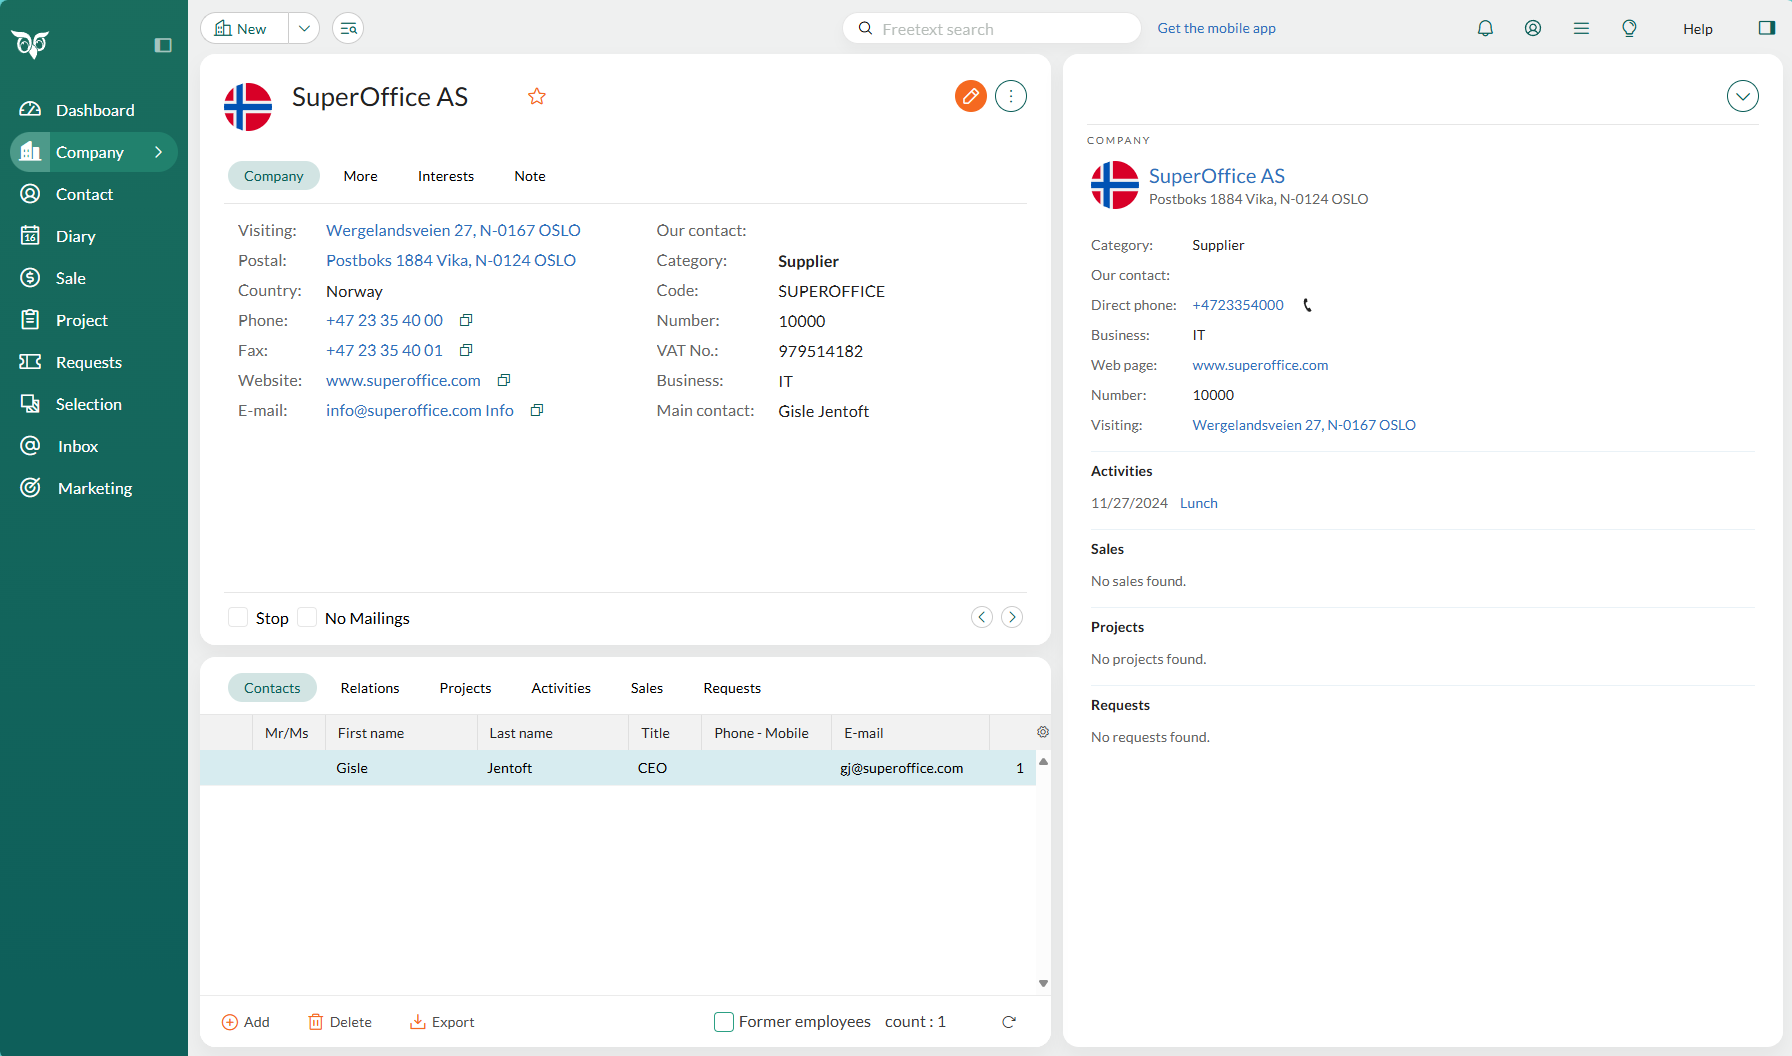 New
Freetext search
Get the mobile app
Help
Dashboard
Company
Contact
16
Diary
Sale
Project
Requests
Selection
Inbox
Marketing
SuperOffice AS
Company More Interests Note
Visiting: Wergelandsveien 27, N-0167 OSLO
Postal: Postboks 1884 Vika, N-0124 OSLO
Country: Norway
Phone: +47 23 35 40 00
Fax: +47 23 35 40 01
Website: www.superoffice.com
E-mail: info@superoffice.com Info
Our contact:
Category: Supplier
Code: SUPEROFFICE
Number: 10000
VAT No.: 979514182
Business: IT
Main contact: Gisle Jentoft
Stop No Mailings
Contacts Relations Projects Activities Sales Requests
Mr/Ms First name Last name Title Phone - Mobile E-mail
Gisle Jentoft CEO gj@superoffice.com 1
Add Delete Export Former employees count : 1
COMPANY
SuperOffice AS
Postboks 1884 Vika, N-0124 OSLO
Category: Supplier
Our contact:
Direct phone: +4723354000
Business: IT
Web page: www.superoffice.com
Number: 10000
Visiting: Wergelandsveien 27, N-0167 OSLO
Activities
11/27/2024 Lunch
Sales
No sales found.
Projects
No projects found.
Requests
No requests found.